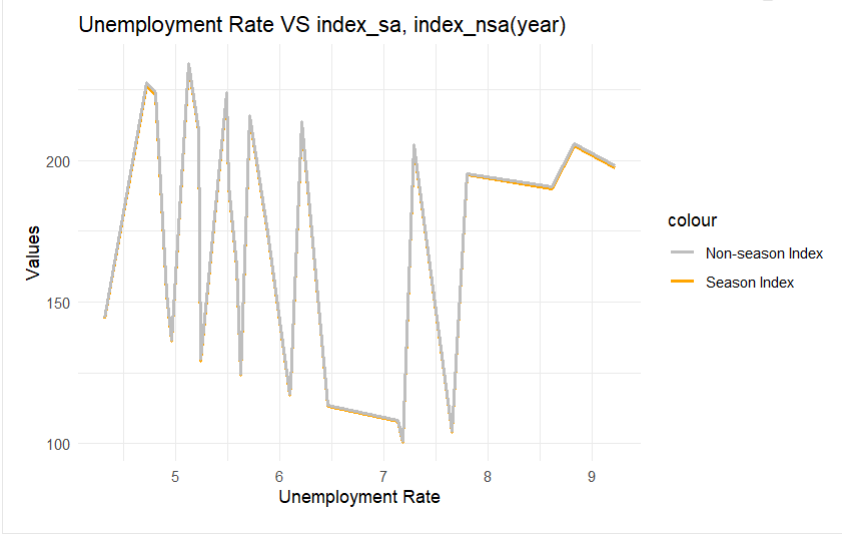 Unemployment Rate VS index_sa, index_nsa(year)
200
150
100
Values
5 6 7 8 9
Unemployment Rate
colour
Non-season Index
Season Index